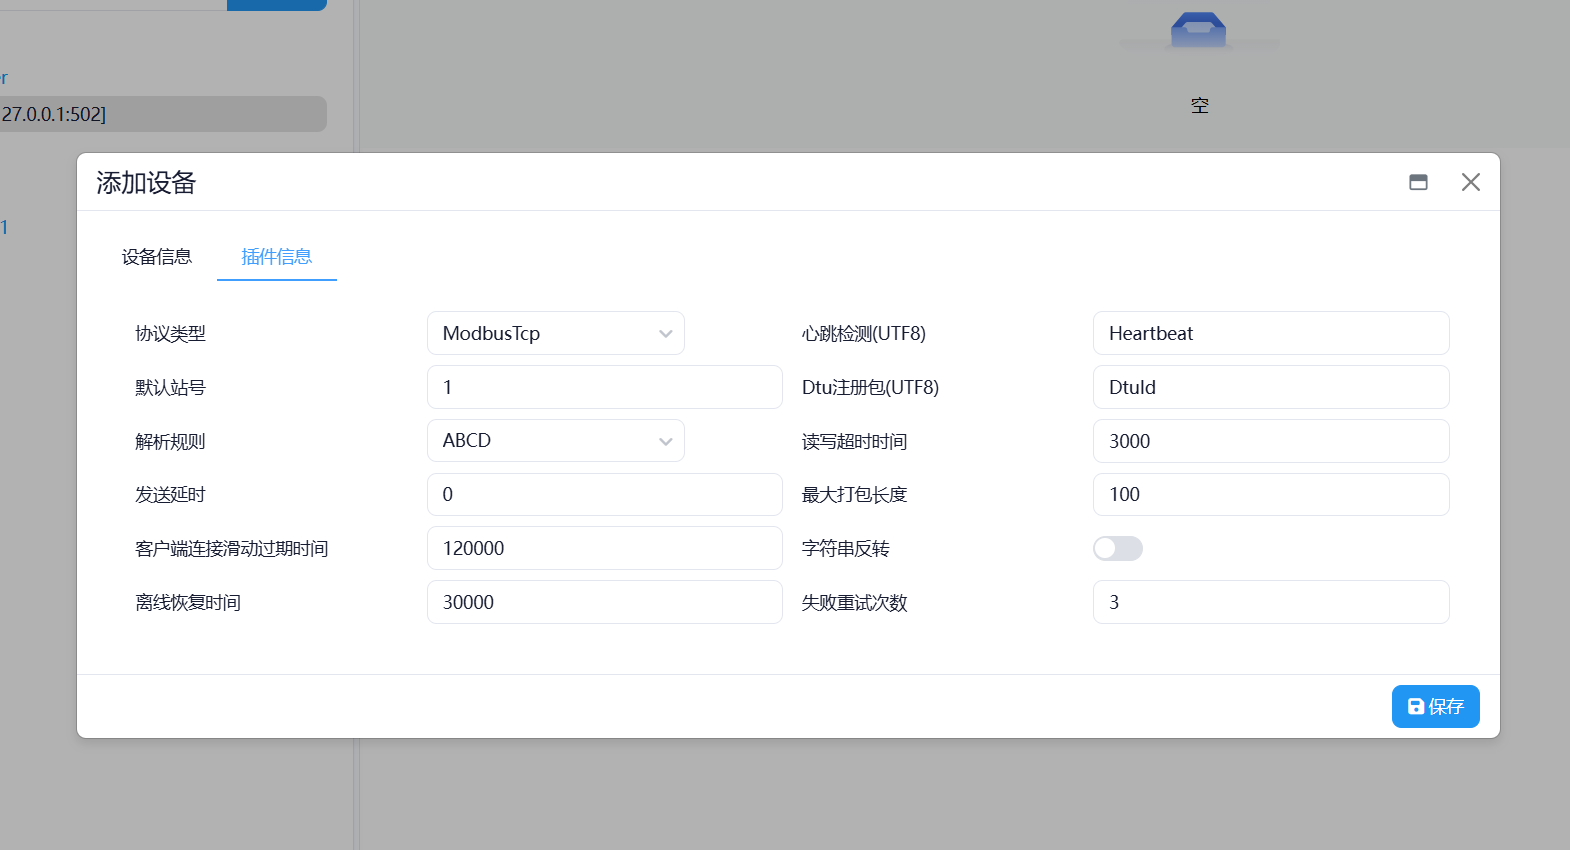 er
27.0.0.1:502]
空
1
添加设备
设备信息 插件信息
协议类型 ModbusTcp 心跳检测(UTF8) Heartbeat
默认站号 1 Dtu注册包(UTF8) DtuId
解析规则 ABCD 读写超时时间 3000
发送延时 0 最大打包长度 100
客户端连接滑动过期时间 120000 字符串反转
离线恢复时间 30000 失败重试次数 3
保存